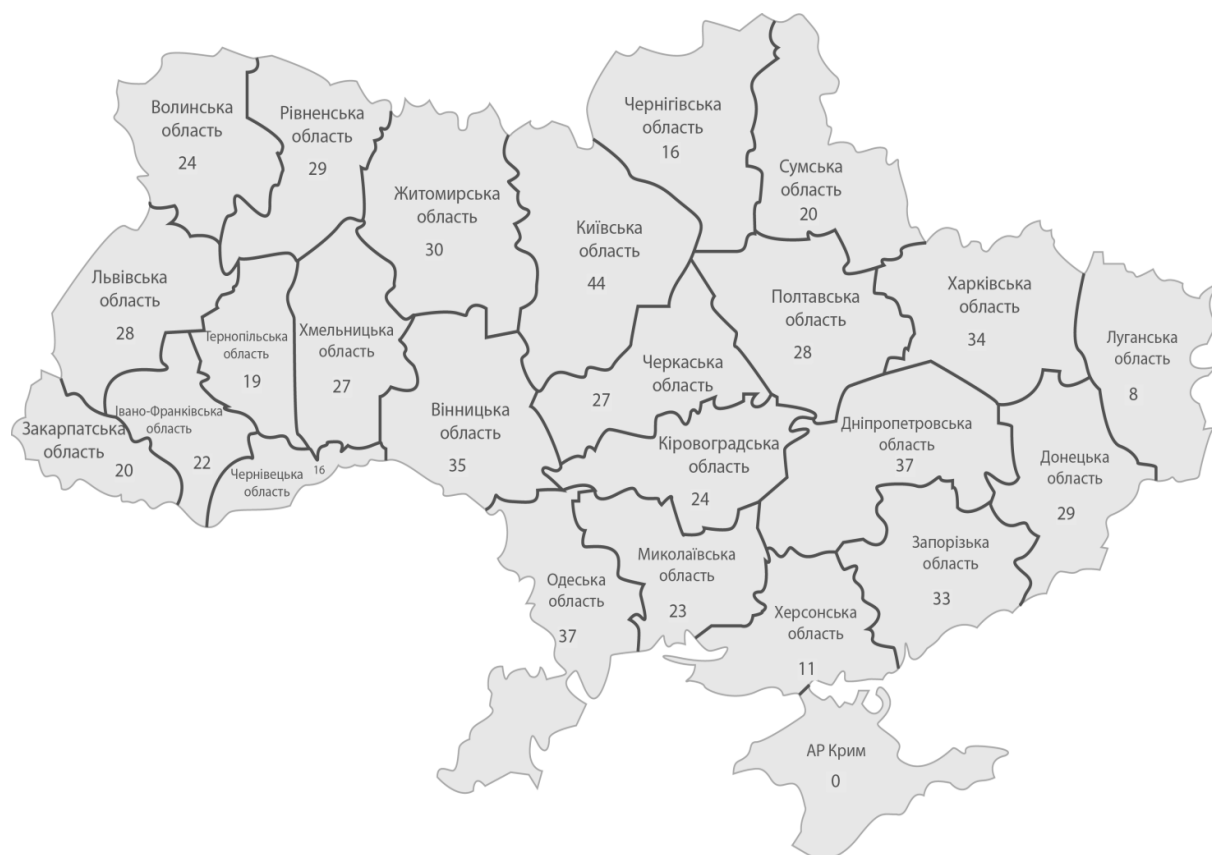 Волинська
область
24
Рівненська
область
29
Житомирська
область
30
Київська
область
44
Чернігівська
область
16
Сумська
область
20
Львівська
область
28
Тернопільська
область
19
Хмельницька
область
27
Вінницька
область
35
Черкаська
область
27
Полтавська
область
28
Харківська
область
34
Луганська
область
8
Закарпатська
область
20
Івано-Франківська
область
22
Чернівецька
область
16
Кіровоградська
область
24
Дніпропетровська
область
37
Донецька
область
29
Одеська
область
37
Миколаївська
область
23
Херсонська
область
11
Запорізька
область
33
АР Крим
0